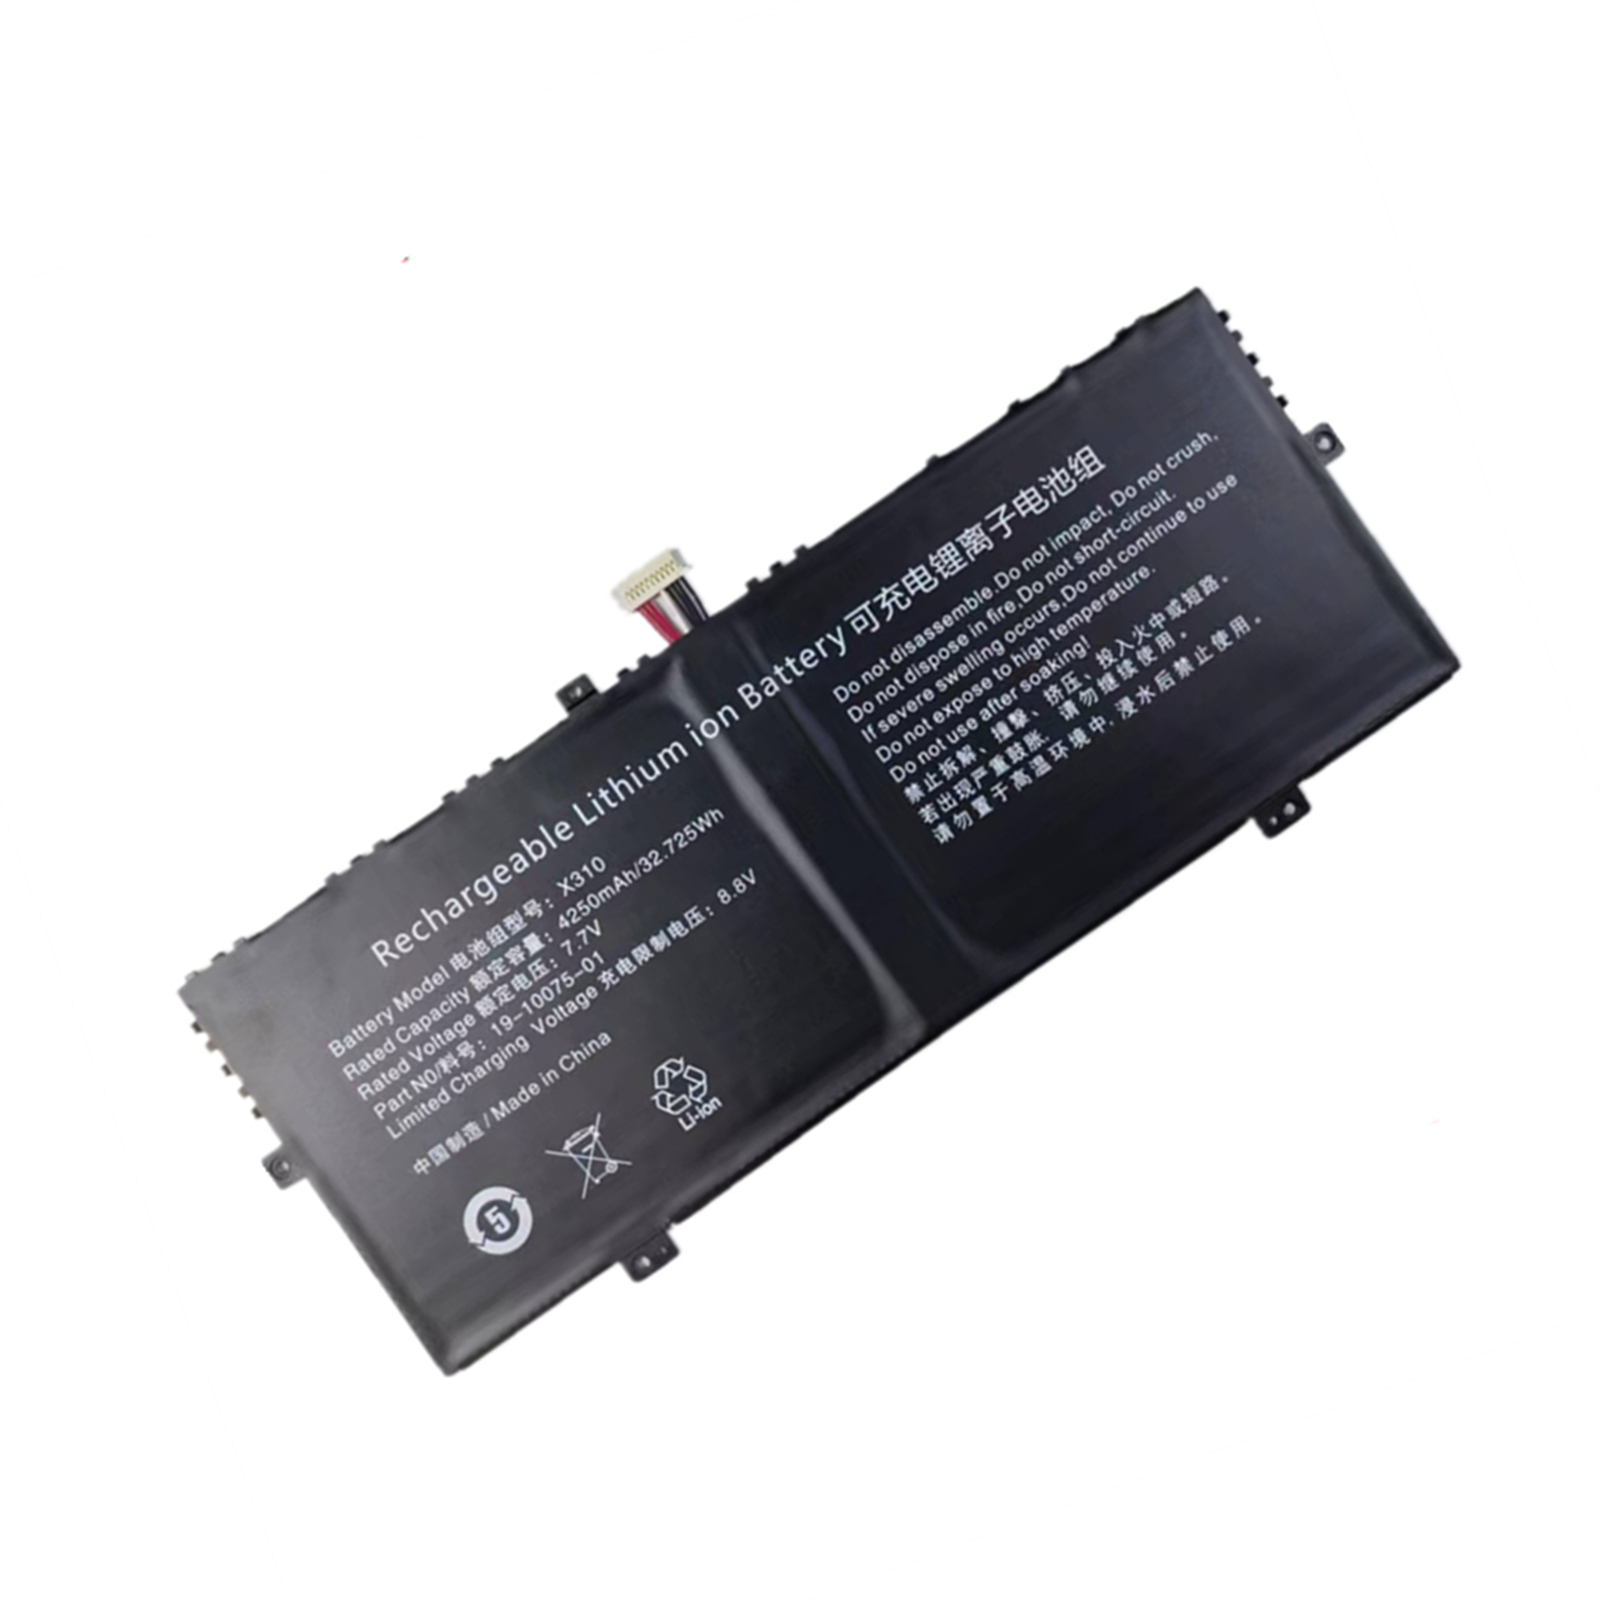 Rechargeable Lithium ion Battery可充电锂离子电池组
Battery Model 电池组型号：X310
Rated Capacity 额定容量：4250mAh/32.725Wh
Rated Voltage 额定电压：7.7V
Part N0/料号：19-10075-01
Limited Charging Voltage 充电限制电压：8.8V
中国制造 / Made in China
5
Li-ion
Do not disassemble.Do not impact, Do not crush,
Do not dispose in fire,Do not short-circuit.
If severe swelling occurs,Do not continue to use
Do not expose to high temperature.
Do not use after soaking!
禁止拆解、撞擊、挤压、投入火中或短路。
若出现严重鼓胀，请勿继续使用。
请勿置于高温环境中，浸水后禁止使用。